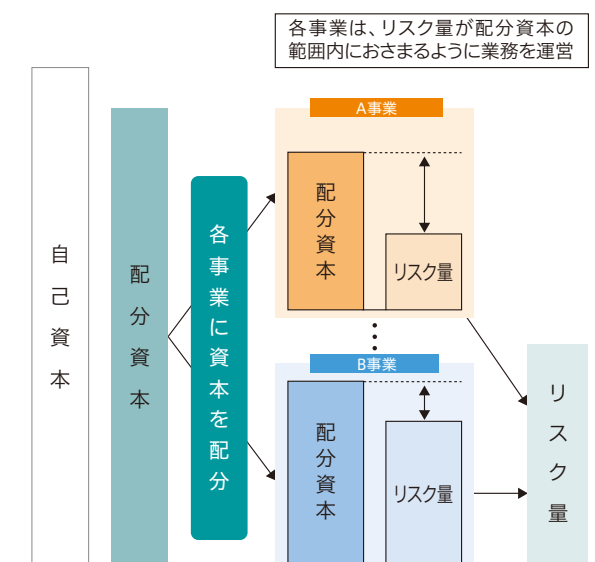 各事業は、リスク量が配分資本の
範囲内におさまるように業務を運営
自己資本
配分資本
各事業に資本を配分
A事業
配分資本
リスク量
B事業
配分資本
リスク量
リスク量